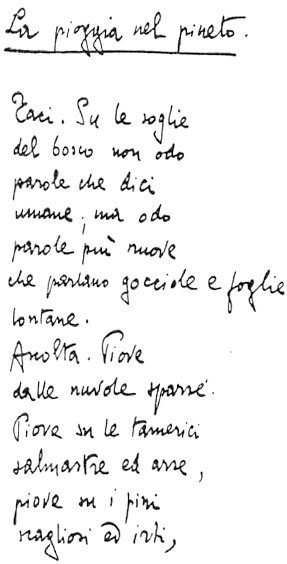 La pioggia nel pineto.
Taci. Su le soglie
del bosco non odo
parole che dici
umane; ma odo
parole più nuove
che parlano gocciole e foglie
lontane.
Ascolta. Piove
dalle nuvole sparse.
Piove su le tamerici
salmastre ed arse,
piove su i pini
scagliosi ed irti,